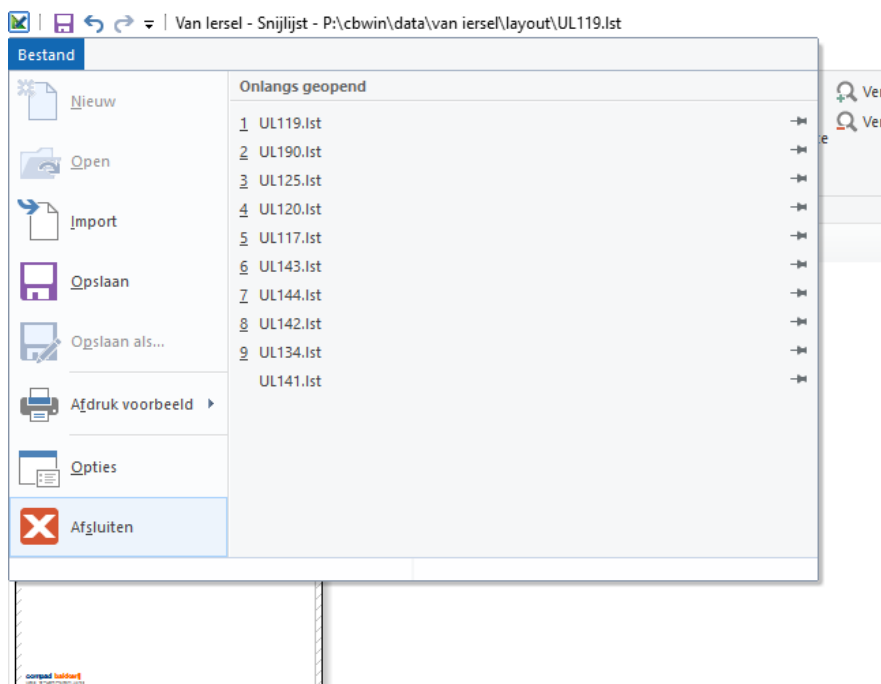 Van Iersel - Snijlijst - P:\cbwin\data\van iersel\layout\UL119.lst
Bestand
Nieuw
Open
Import
Opslaan
Opslaan als...
Afdruk voorbeeld
Opties
Afsluiten
Onlangs geopend
1 UL119.lst
2 UL190.lst
3 UL125.lst
4 UL120.lst
5 UL117.lst
6 UL143.lst
7 UL144.lst
8 UL142.lst
9 UL134.lst
UL141.lst
compad bakkerij